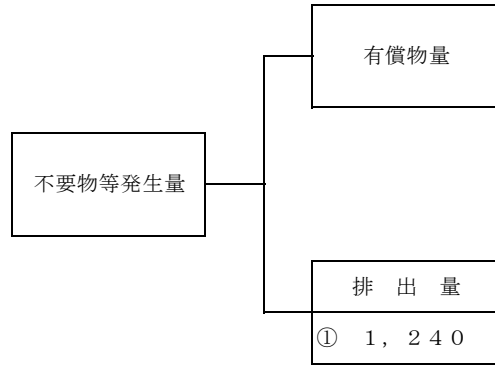 有償物量
不要物等発生量
排　出　量
①　１，２４０